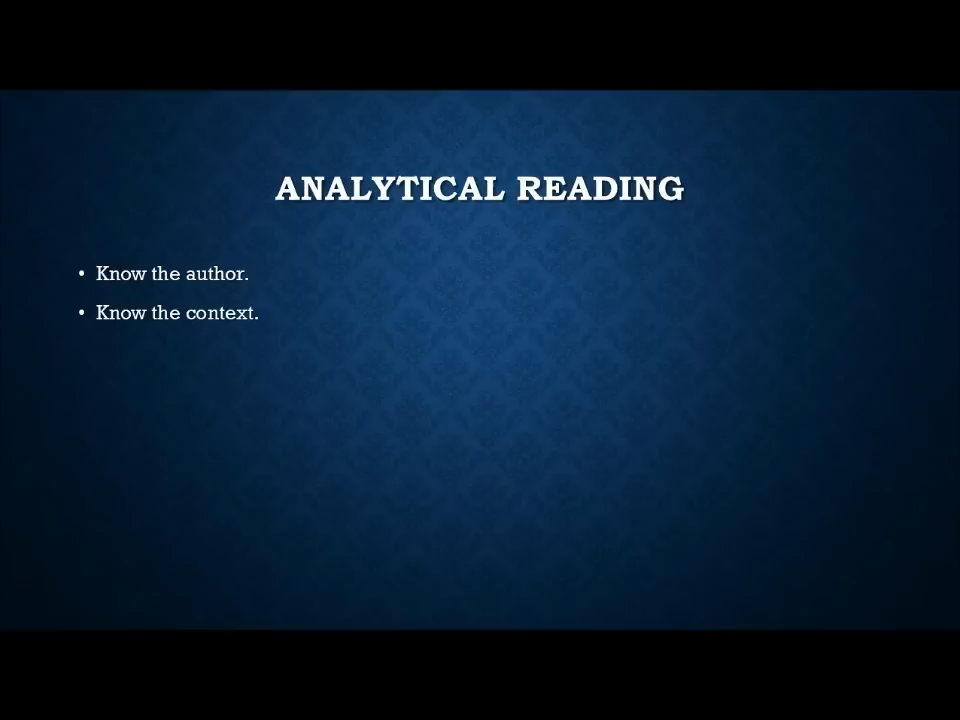 ANALYTICAL READING
• Know the author.
• Know the context.